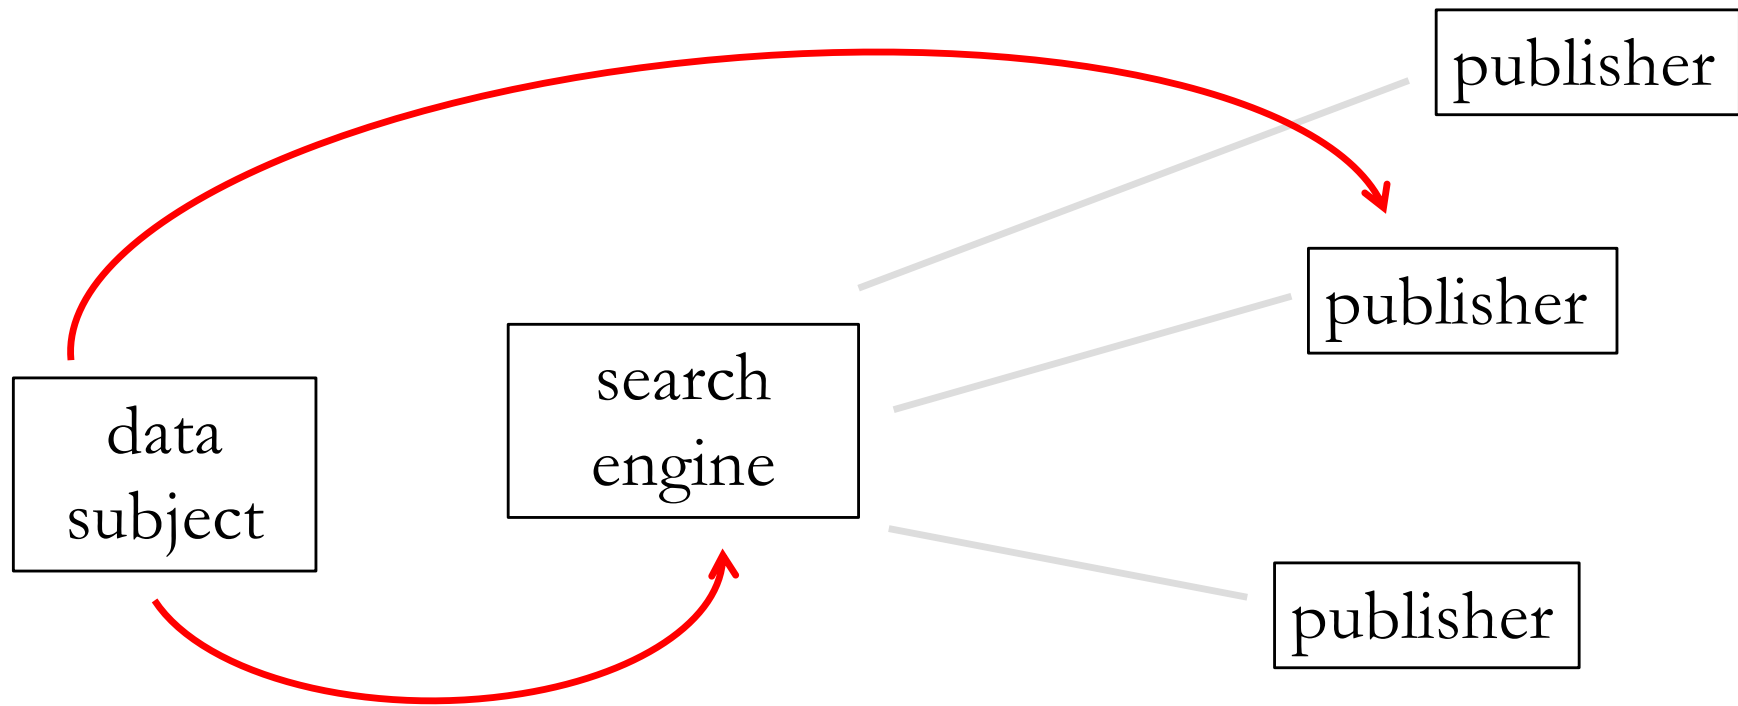 publisher
publisher
data
subject
search
engine
publisher